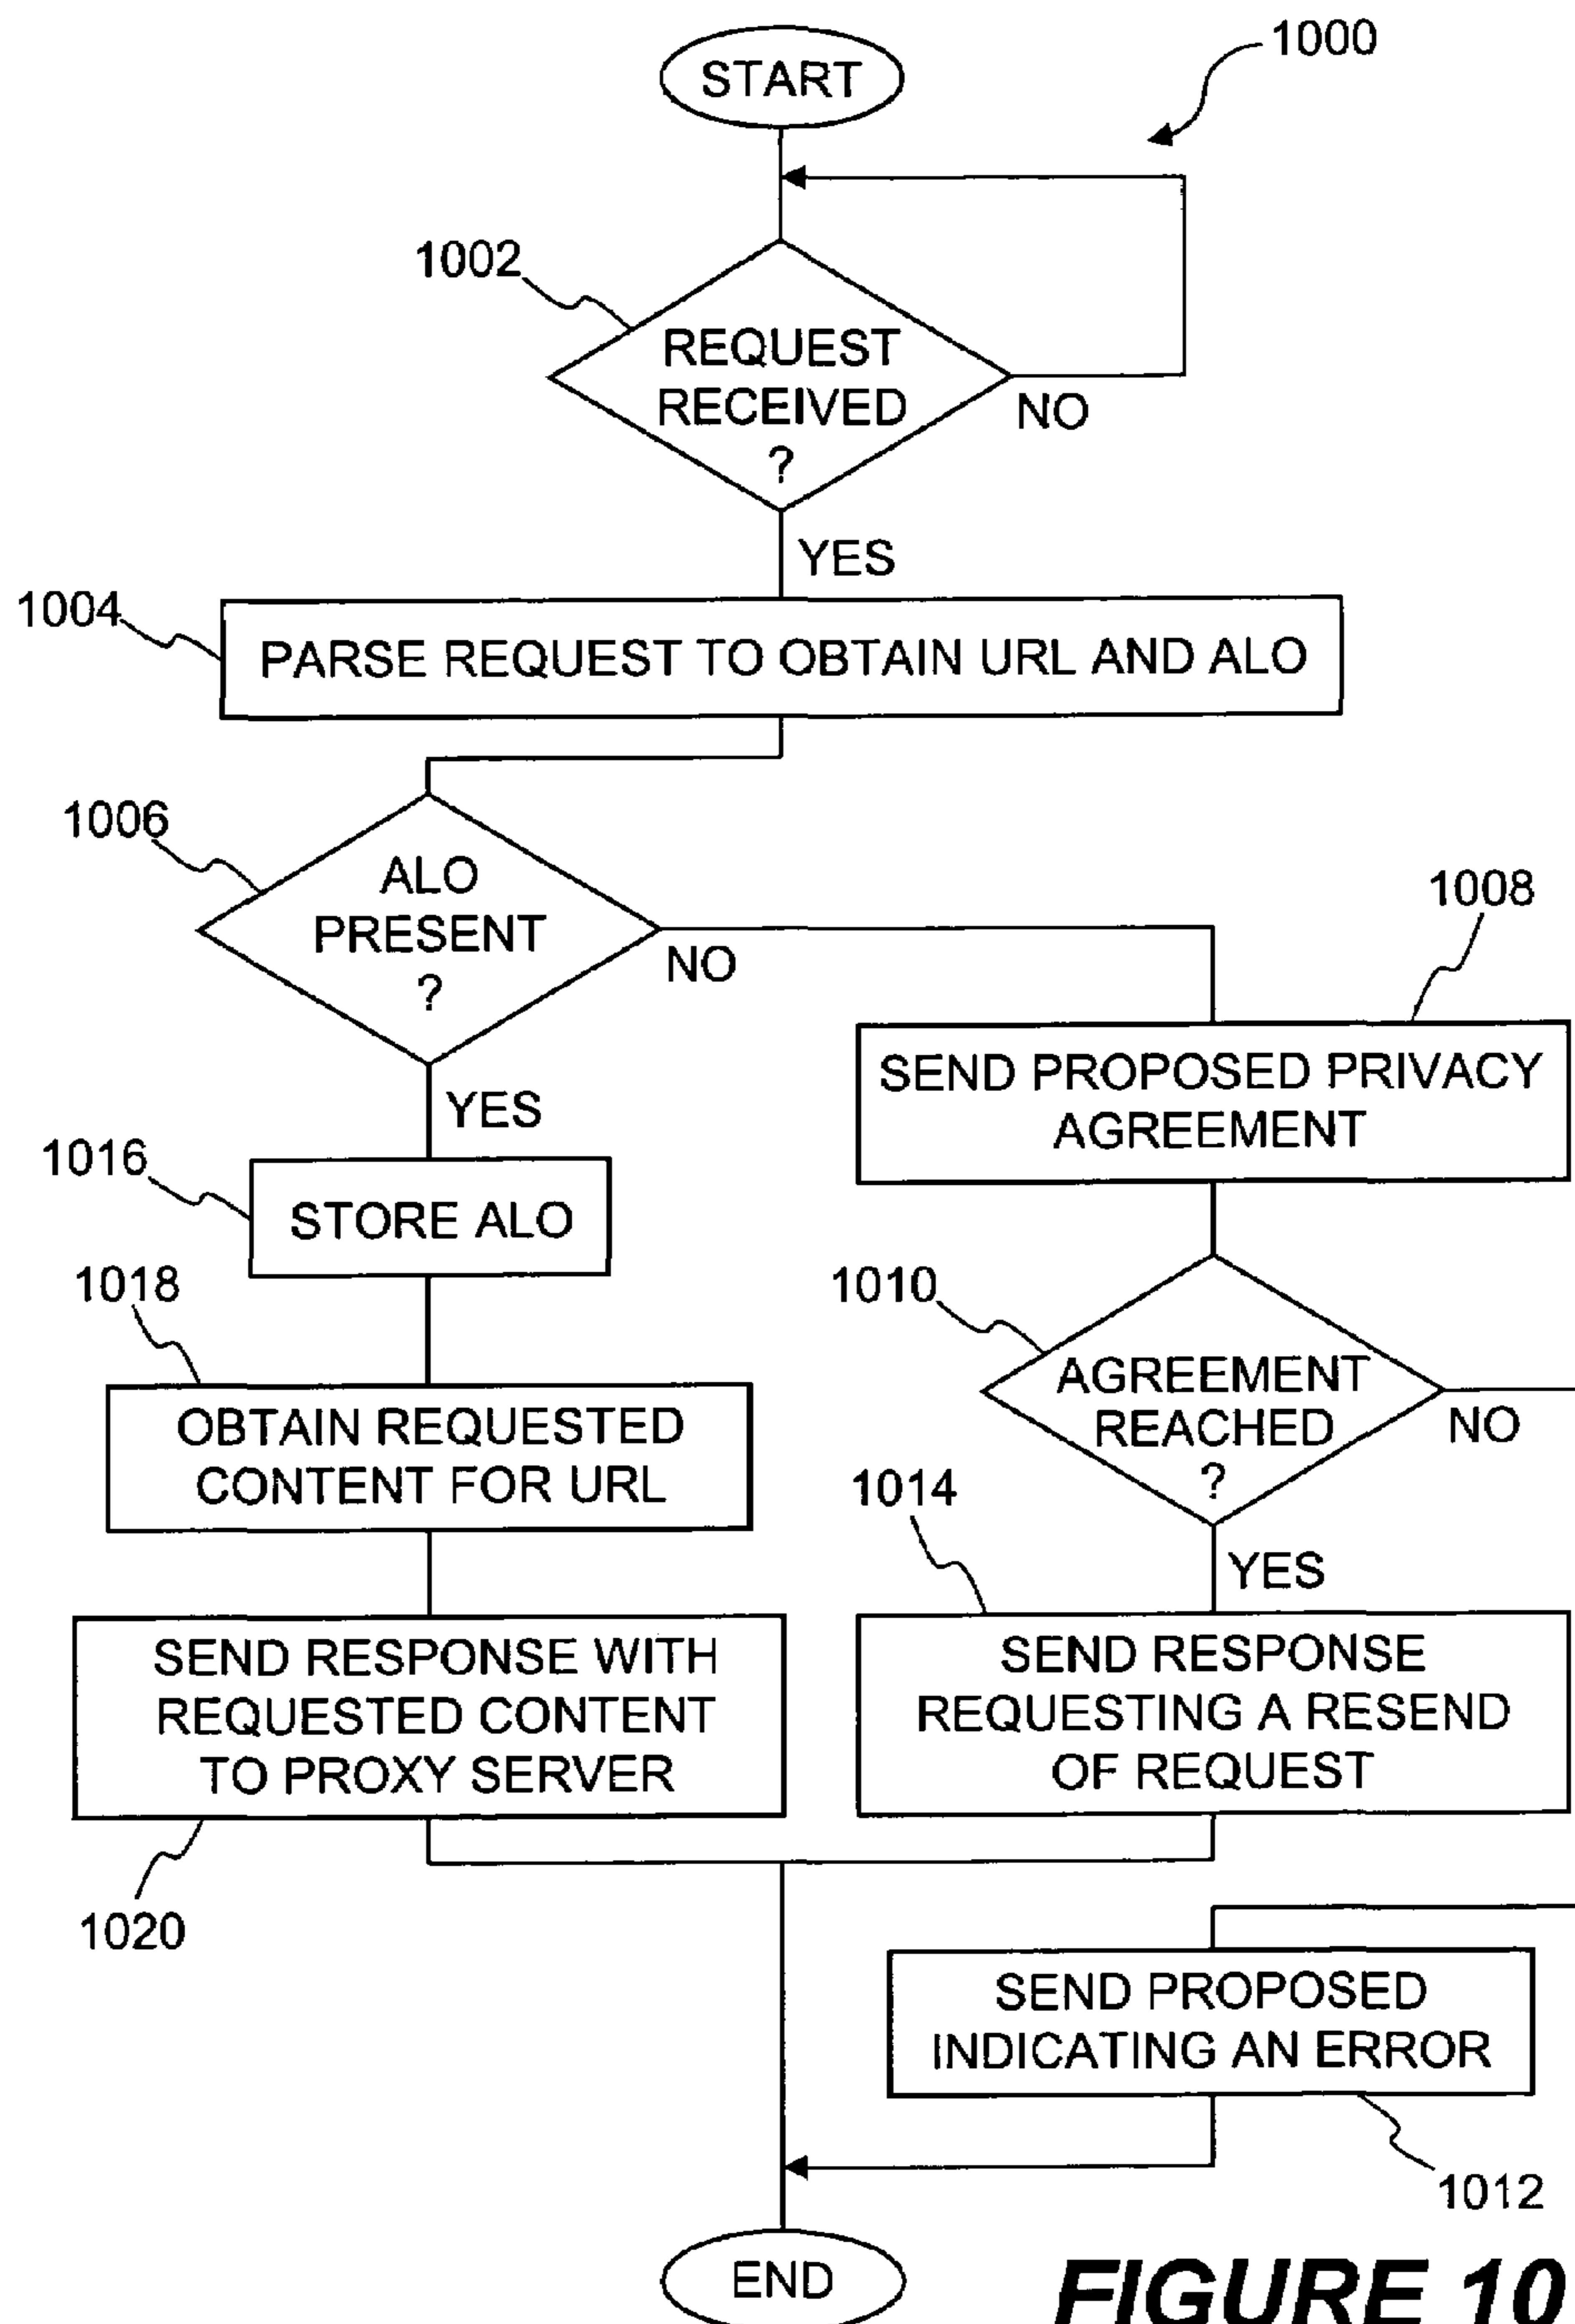 1000
START
1002
REQUEST
RECEIVED
?
NO
YES
1004
PARSE REQUEST TO OBTAIN URL AND ALO
1006
ALO
PRESENT
?
NO
YES
1008
SEND PROPOSED PRIVACY
AGREEMENT
1016
STORE ALO
1010
AGREEMENT
REACHED
?
NO
YES
1018
OBTAIN REQUESTED
CONTENT FOR URL
1014
SEND RESPONSE
REQUESTING A RESEND
OF REQUEST
SEND RESPONSE WITH
REQUESTED CONTENT
TO PROXY SERVER
1020
SEND PROPOSED
INDICATING AN ERROR
1012
END
FIGURE 10